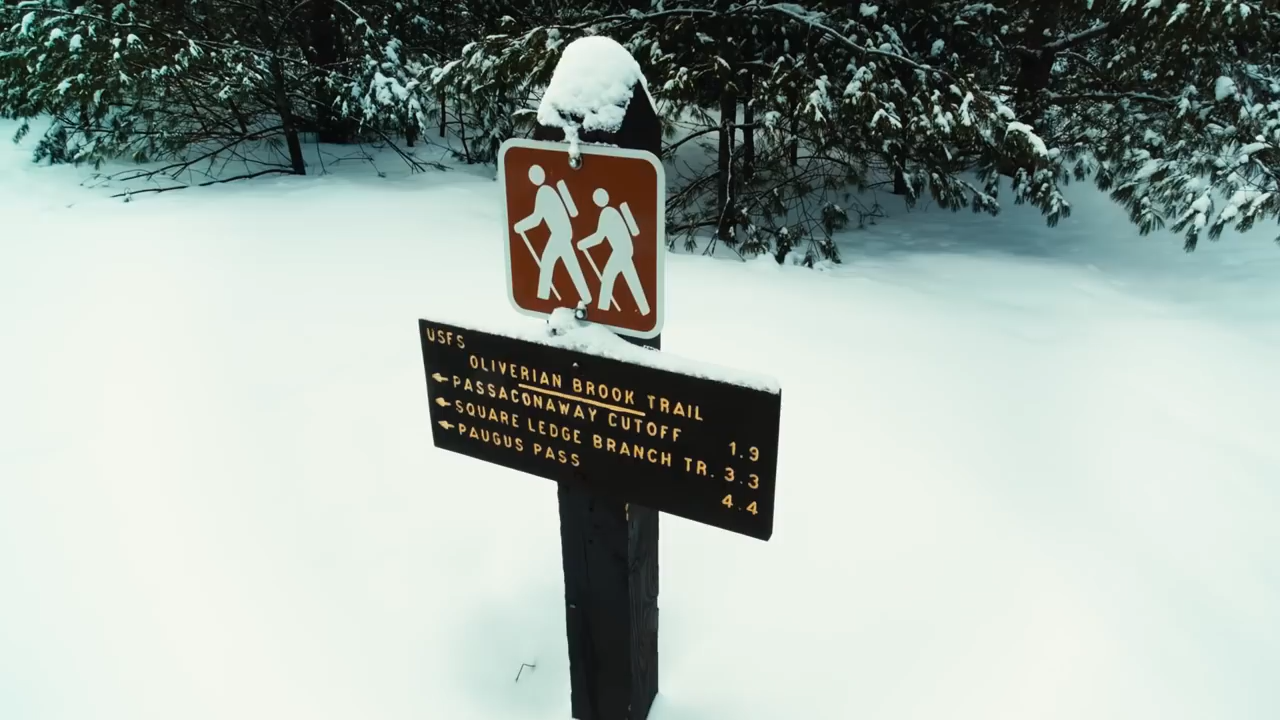 USFS
OLIVERIAN BROOK TRAIL
PASSACONAWAY CUTOFF 1.9
SQUARE LEDGE BRANCH TR. 3.3
PAUGUS PASS 4.4